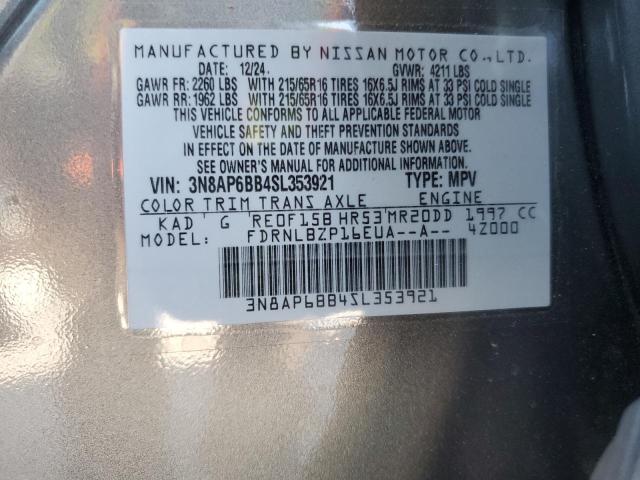 MANUFACTURED BY NISSAN MOTOR CO., LTD.
DATE: 12/24. GVWR: 4211 LBS
GAWR FR: 2260 LBS WITH 215/65R16 TIRES 16X6.5J RIMS AT 33 PSI COLD SINGLE
GAWR RR: 1962 LBS WITH 215/65R16 TIRES 16X6.5J RIMS AT 33 PSI COLD SINGLE
THIS VEHICLE CONFORMS TO ALL APPLICABLE FEDERAL MOTOR
VEHICLE SAFETY AND THEFT PREVENTION STANDARDS
IN EFFECT ON THE DATE OF MANUFACTURE SHOWN ABOVE.
SEE OWNER'S MANUAL FOR ADDITIONAL INFORMATION.
VIN: 3N8AP6BB4SL353921 TYPE: MPV
COLOR TRIM TRANS AXLE ENGINE
KAD G RE0F15B HR53 MR20DD 1997 CC
MODEL: FDRNLBZP16EUA--A-- 4Z000
3N8AP6BB4SL353921